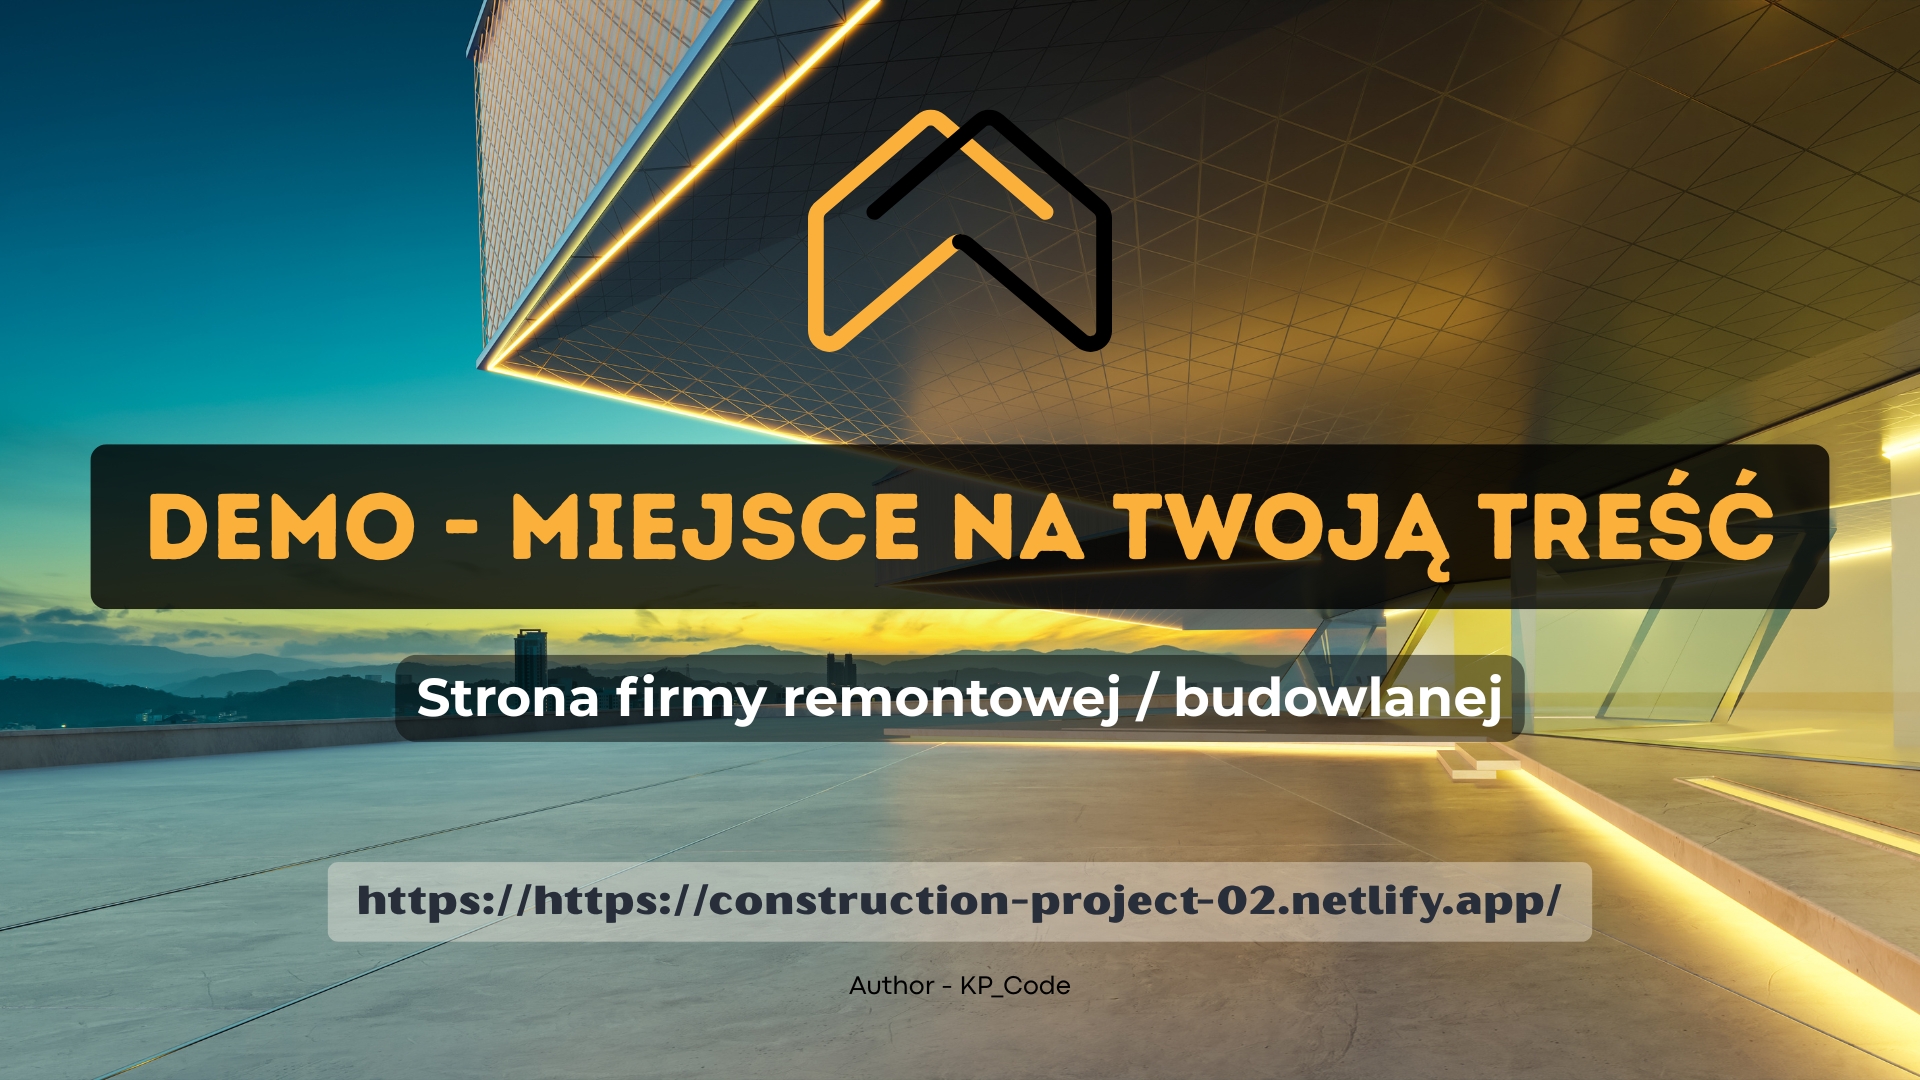 DEMO - MIEJSCE NA TWOJĄ TREŚĆ
Strona firmy remontowej / budowlanej
https://https://construction-project-02.netlify.app/
Author - KP_Code